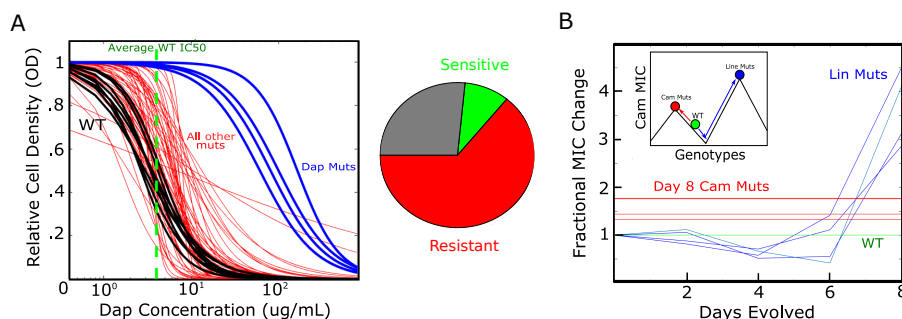 A
Average WT IC50
Relative Cell Density (OD)
1
.8
.6
.4
.2
WT
All other
muts
Dap Muts
0
10⁰
10¹
10²
Dap Concentration (ug/mL)
Sensitive
Resistant
B
Fractional MIC Change
4
3
2
1
Cam MIC
Cam Muts
WT
Line Muts
Genotypes
Lin Muts
Day 8 Cam Muts
WT
0
2
4
6
8
Days Evolved